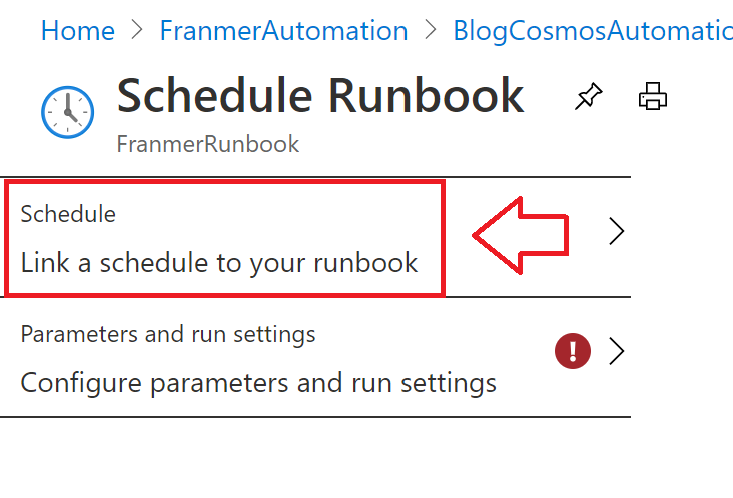 Home > FranmerAutomation > BlogCosmosAutomatio
Schedule Runbook
FranmerRunbook
Schedule
Link a schedule to your runbook
Parameters and run settings
Configure parameters and run settings